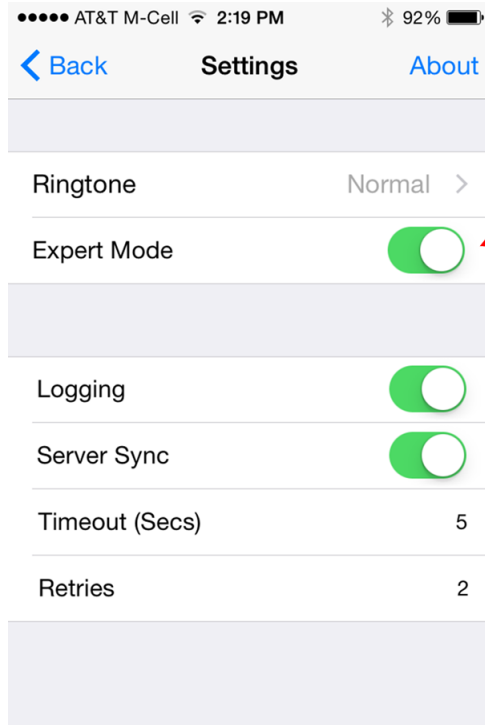 AT&T M-Cell 2:19 PM 92%
Back Settings About
Ringtone Normal
Expert Mode
Logging
Server Sync
Timeout (Secs) 5
Retries 2